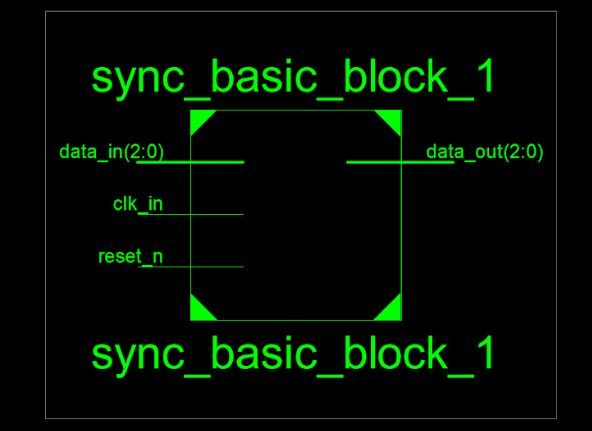 sync_basic_block_1
data_in(2:0)
data_out(2:0)
clk_in
reset_n
sync_basic_block_1